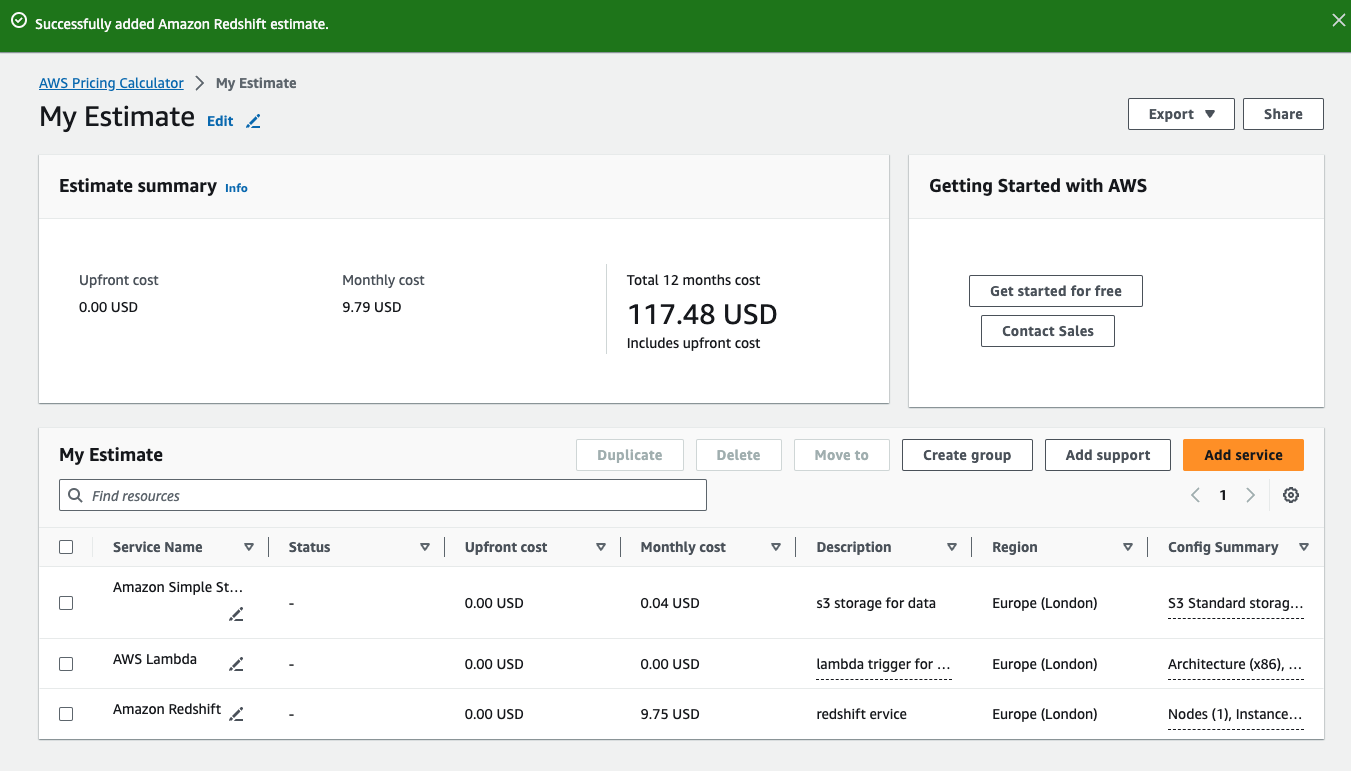 Successfully added Amazon Redshift estimate.
AWS Pricing Calculator My Estimate
My Estimate Edit
Export Share
Estimate summary Info
Getting Started with AWS
Upfront cost Monthly cost Total 12 months cost
0.00 USD 9.79 USD 117.48 USD
Includes upfront cost
Get started for free
Contact Sales
My Estimate Duplicate Delete Move to Create group Add support Add service
Find resources 1
Service Name Status Upfront cost Monthly cost Description Region Config Summary
Amazon Simple St... - 0.00 USD 0.04 USD s3 storage for data Europe (London) S3 Standard storag...
AWS Lambda - 0.00 USD 0.00 USD lambda trigger for ... Europe (London) Architecture (x86), ...
Amazon Redshift - 0.00 USD 9.75 USD redshift ervice Europe (London) Nodes (1), Instance...